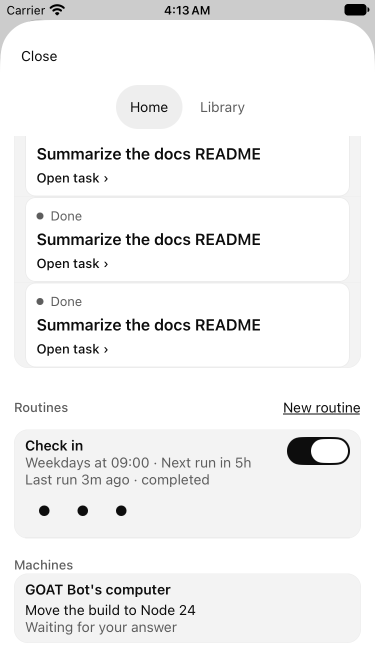 Carrier
4:13 AM
Close
Home
Library
Summarize the docs README
Open task ›
Done
Summarize the docs README
Open task ›
Done
Summarize the docs README
Open task ›
Routines
New routine
Check in
Weekdays at 09:00 · Next run in 5h
Last run 3m ago · completed
Machines
GOAT Bot's computer
Move the build to Node 24
Waiting for your answer